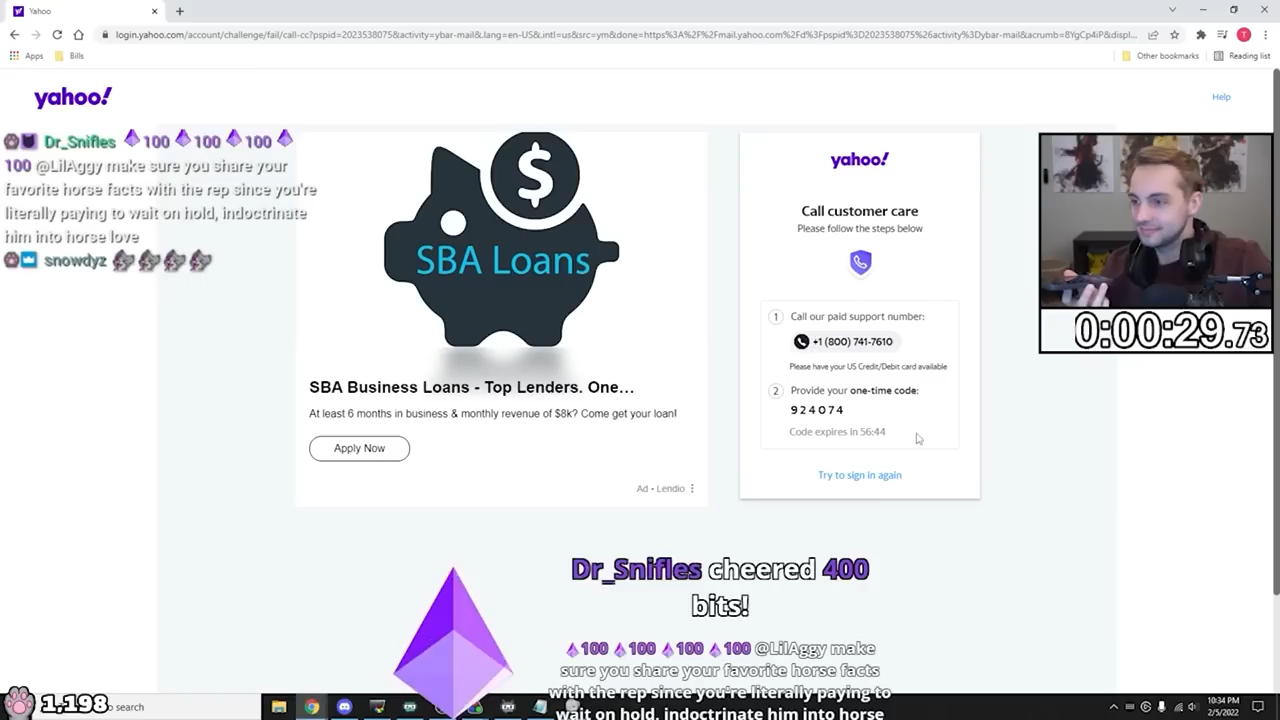 Yahoo
login.yahoo.com/account/challenge/fail/call-cc?pspid=2023538075&activity=ybar-mail&.lang=en-US&.intl=us&src=ym&done=https%3A%2F%2Fmail.yahoo.com%2Fd%3Fpspid%3D2023538075%26activity%3Dybar-mail&acrumb=8YgCp4iP&displ...
T
Apps
Bills
Other bookmarks
Reading list
yahoo!
Help
Dr_Snifles 100 100 100
100 @LilAggy make sure you share your
favorite horse facts with the rep since you're
literally paying to wait on hold, indoctrinate
him into horse love
snowdyz
$
SBA Loans
SBA Business Loans - Top Lenders. One...
At least 6 months in business & monthly revenue of $8k? Come get your loan!
Apply Now
Ad • Lendio
yahoo!
Call customer care
Please follow the steps below
1 Call our paid support number:
+1 (800) 741-7610
Please have your US Credit/Debit card available
2 Provide your one-time code:
924074
Code expires in 56:44
Try to sign in again
0:00:29.73
Dr_Snifles cheered 400
bits!
100 100 100 100 @LilAggy make
sure you share your favorite horse facts
with the rep since you're literally paying to
wait on hold, indoctrinate him into horse
1,198
to search
10:34 PM
2/5/2022